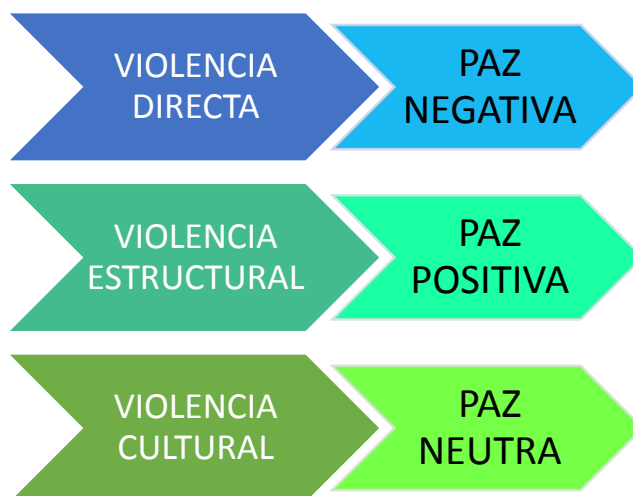 VIOLENCIA
DIRECTA
PAZ
NEGATIVA
VIOLENCIA
ESTRUCTURAL
PAZ
POSITIVA
VIOLENCIA
CULTURAL
PAZ
NEUTRA